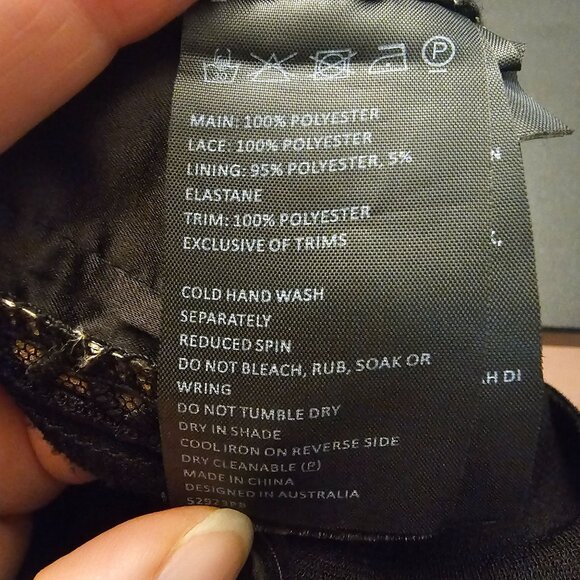 P
MAIN: 100% POLYESTER
LACE: 100% POLYESTER
LINING: 95% POLYESTER, 5%
ELASTANE
TRIM: 100% POLYESTER
EXCLUSIVE OF TRIMS
COLD HAND WASH
SEPARATELY
REDUCED SPIN
DO NOT BLEACH, RUB, SOAK OR
WRING
DO NOT TUMBLE DRY
DRY IN SHADE
COOL IRON ON REVERSE SIDE
DRY CLEANABLE (P)
MADE IN CHINA
DESIGNED IN AUSTRALIA
N
H DI